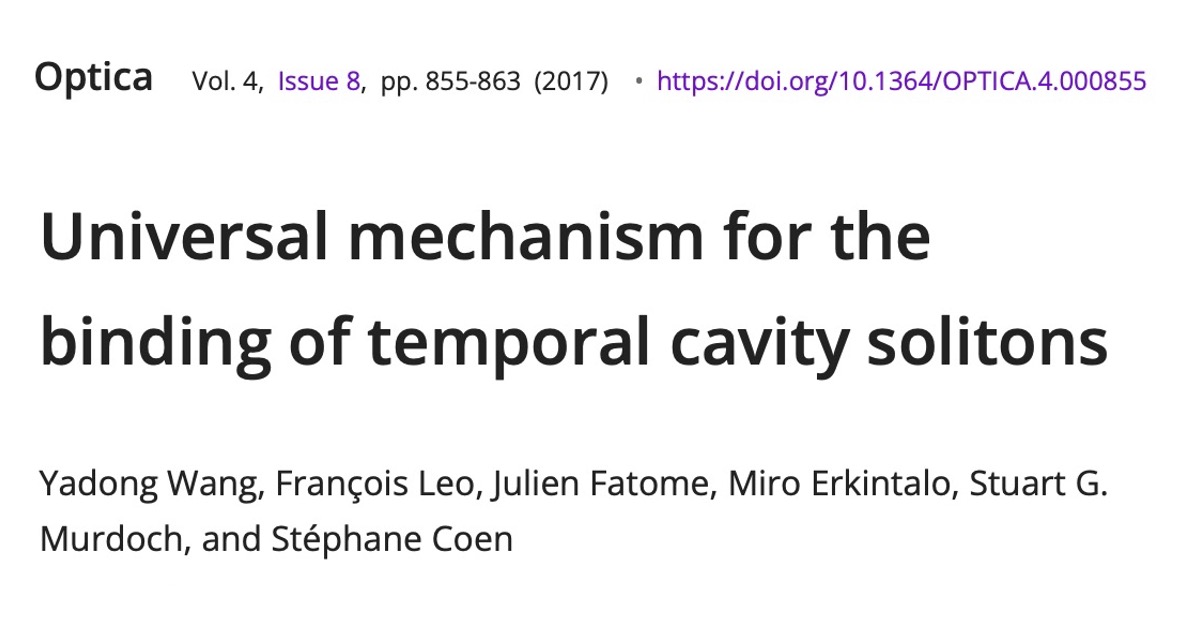 Optica Vol. 4, Issue 8, pp. 855-863 (2017) • https://doi.org/10.1364/OPTICA.4.000855
Universal mechanism for the
binding of temporal cavity solitons
Yadong Wang, François Leo, Julien Fatome, Miro Erkintalo, Stuart G.
Murdoch, and Stéphane Coen